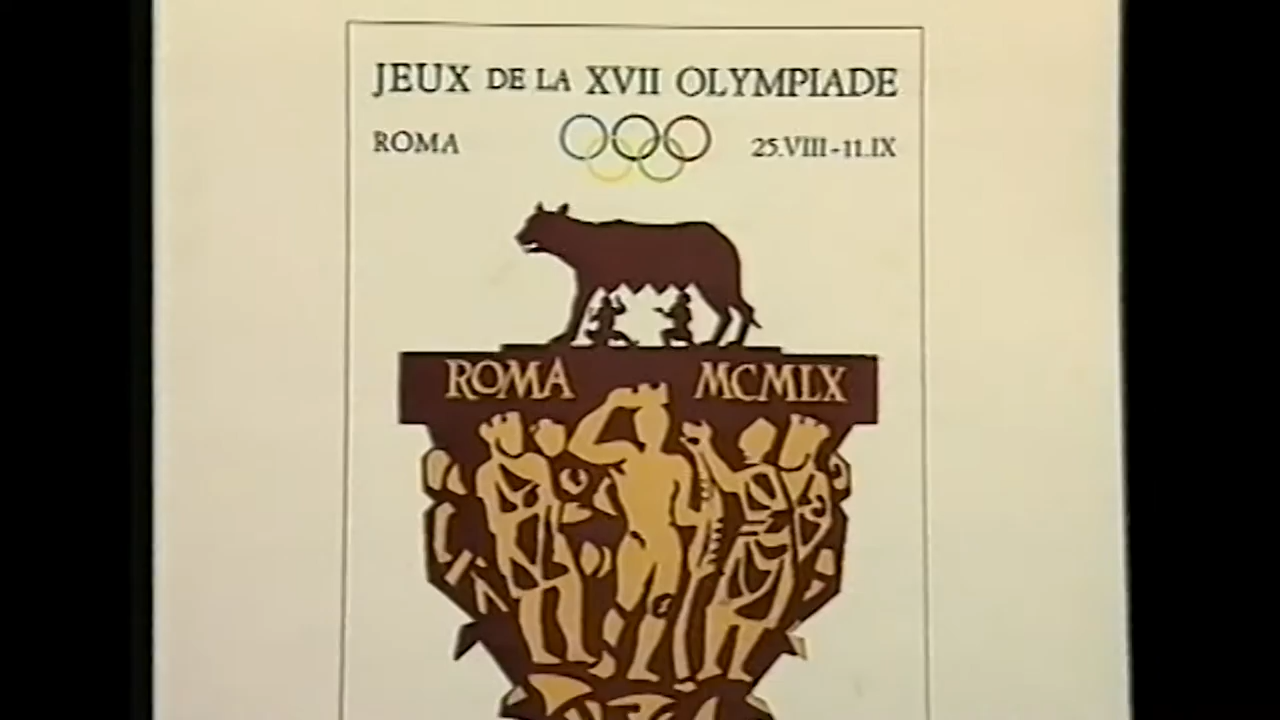 JEUX DE LA XVII OLYMPIADE
ROMA 25.VIII-11.IX
ROMA MCMLX